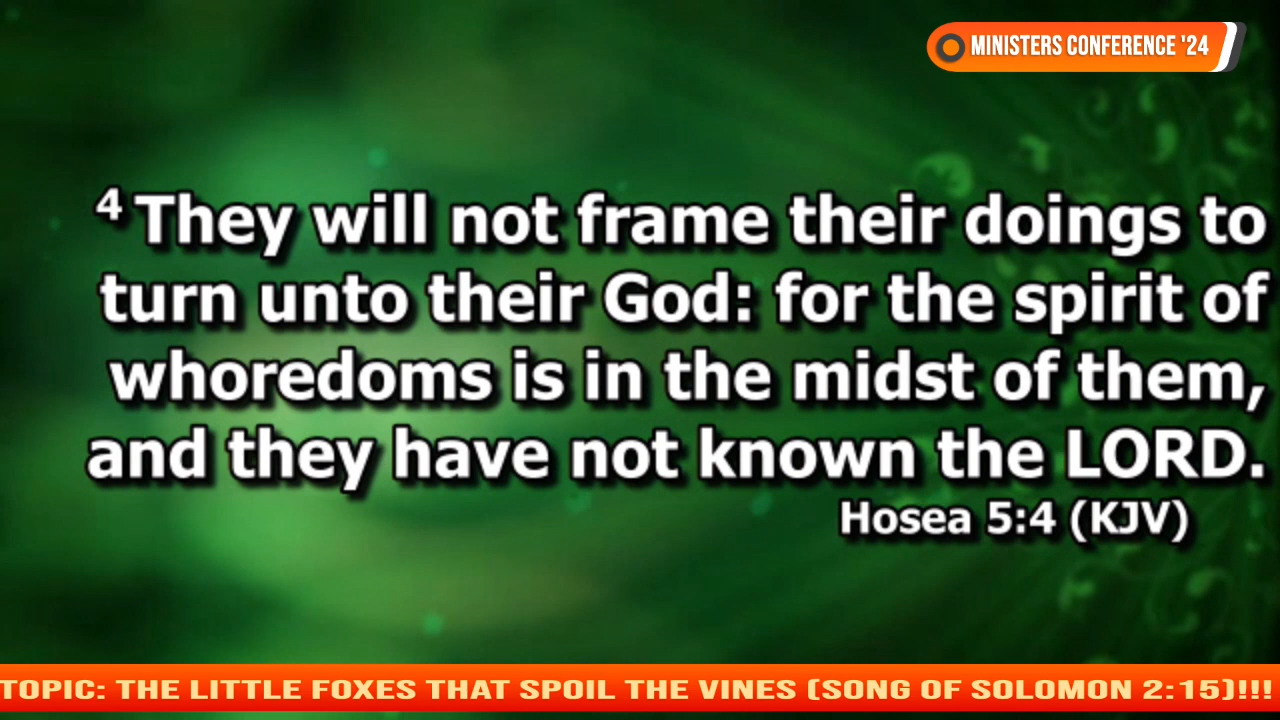 MINISTERS CONFERENCE '24
4 They will not frame their doings to
turn unto their God: for the spirit of
whoredoms is in the midst of them,
and they have not known the LORD.
Hosea 5:4 (KJV)
TOPIC: THE LITTLE FOXES THAT SPOIL THE VINES (SONG OF SOLOMON 2:15)!!!